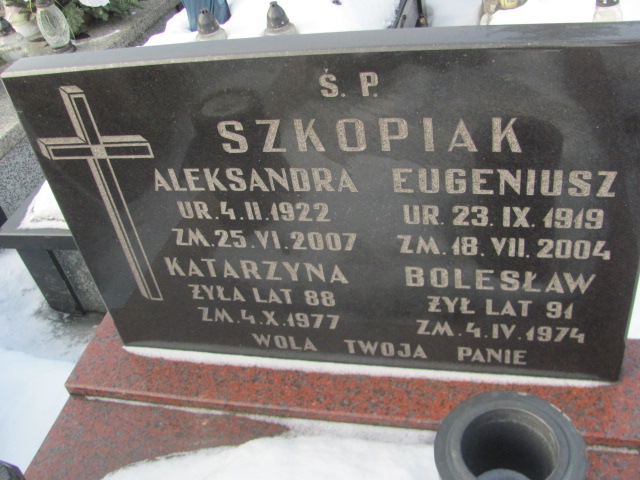 Ś. P.
SZKOPIAK
ALEKSANDRA EUGENIUSZ
UR. 4. II. 1922 UR. 23. IX. 1919
ZM. 25. VI. 2007 ZM. 18. VII. 2004
KATARZYNA BOLESŁAW
ŻYŁA LAT 88 ŻYŁ LAT 91
ZM. 4. X. 1977 ZM. 4. IV. 1974
WOLA TWOJA PANIE